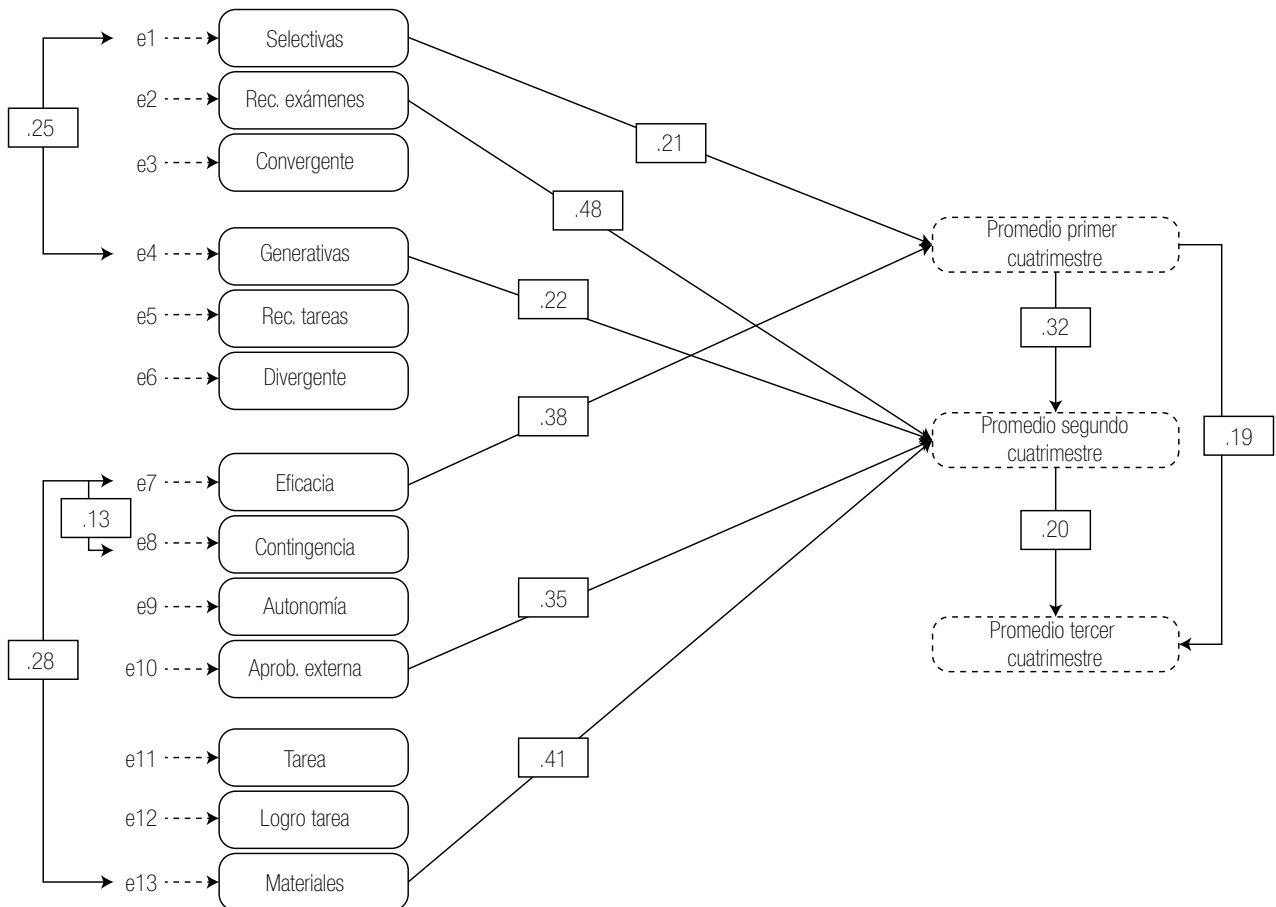 e1
Selectivas
e2
Rec. exámenes
.25
.21
e3
Convergente
.48
Promedio primer
cuatrimestre
e4
Generativas
.22
e5
Rec. tareas
.32
e6
Divergente
.38
Promedio segundo
cuatrimestre
.19
e7
Eficacia
.13
e8
Contingencia
.20
e9
Autonomía
.35
.28
e10
Aprob. externa
Promedio tercer
cuatrimestre
e11
Tarea
.41
e12
Logro tarea
e13
Materiales